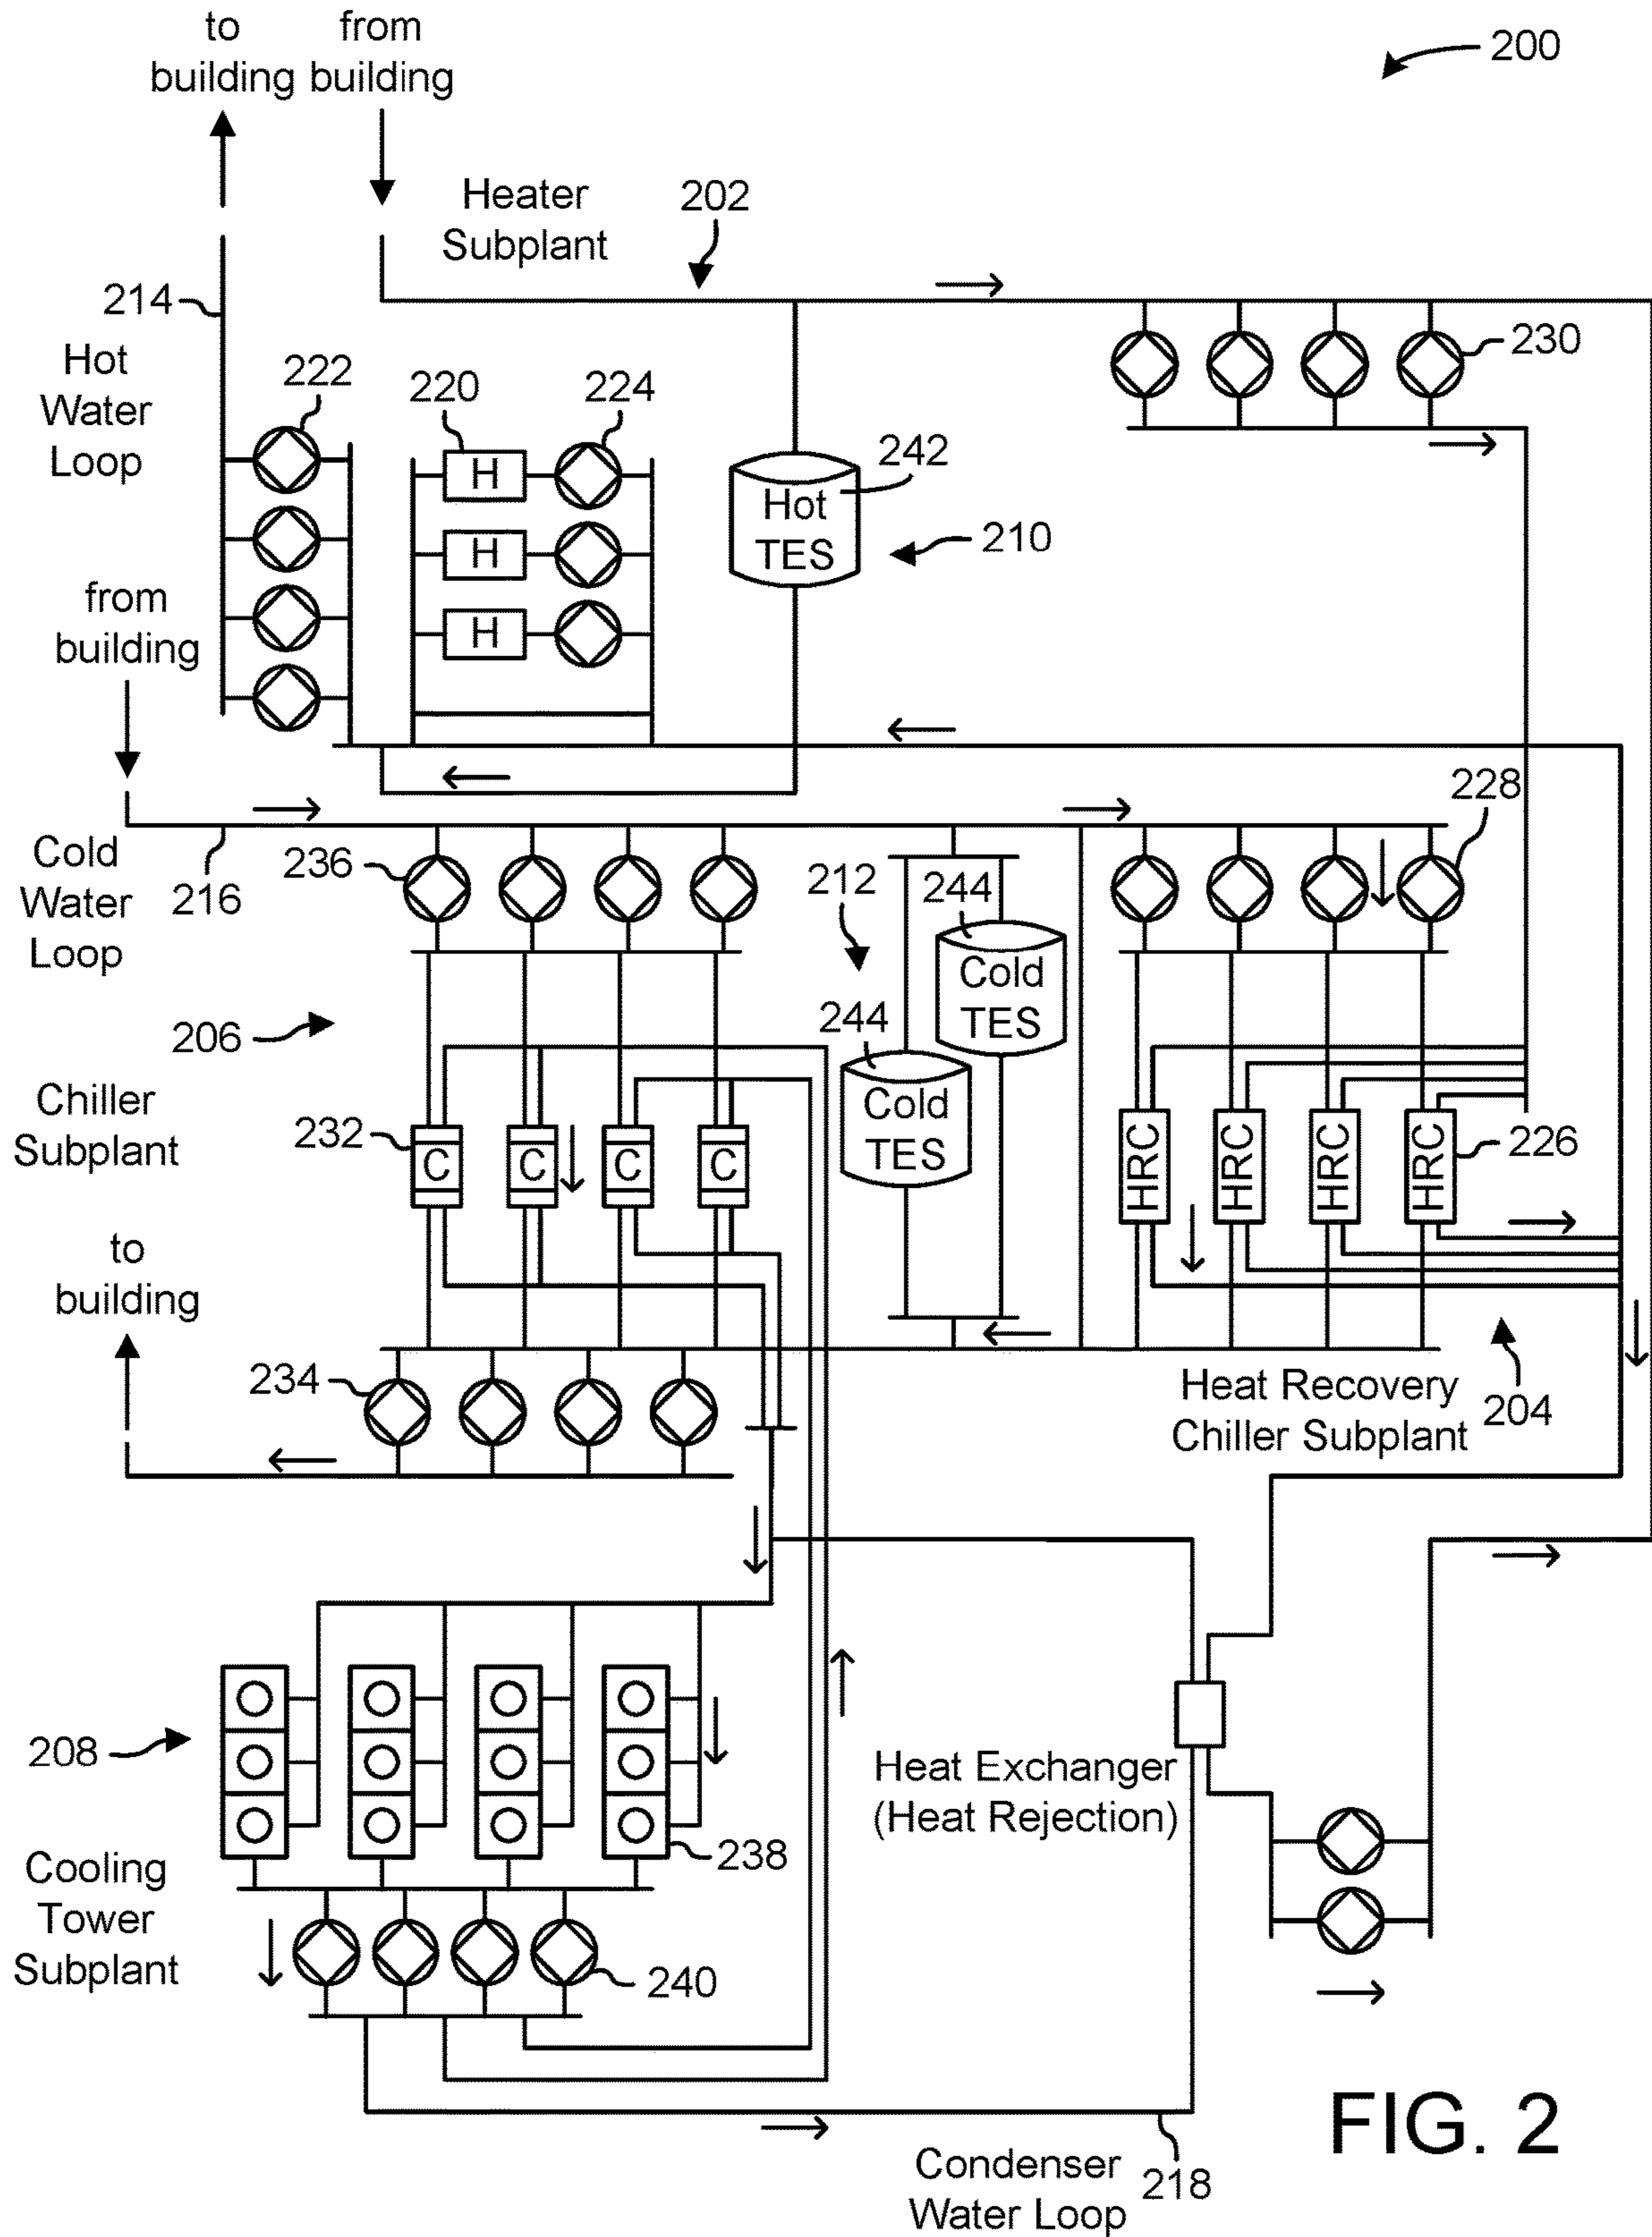 to
building
from
building
200
Heater
Subplant
202
214
Hot
Water
Loop
222
220
224
230
H
H
H
Hot
TES
242
210
from
building
228
Cold
Water
Loop
216
236
212
244
Cold
TES
244
Cold
TES
206
Chiller
Subplant
232
C
C
C
C
HRC
HRC
HRC
HRC
226
to
building
234
Heat Recovery
Chiller Subplant
204
208
Heat Exchanger
(Heat Rejection)
238
Cooling
Tower
Subplant
240
Condenser
Water Loop
218
FIG. 2